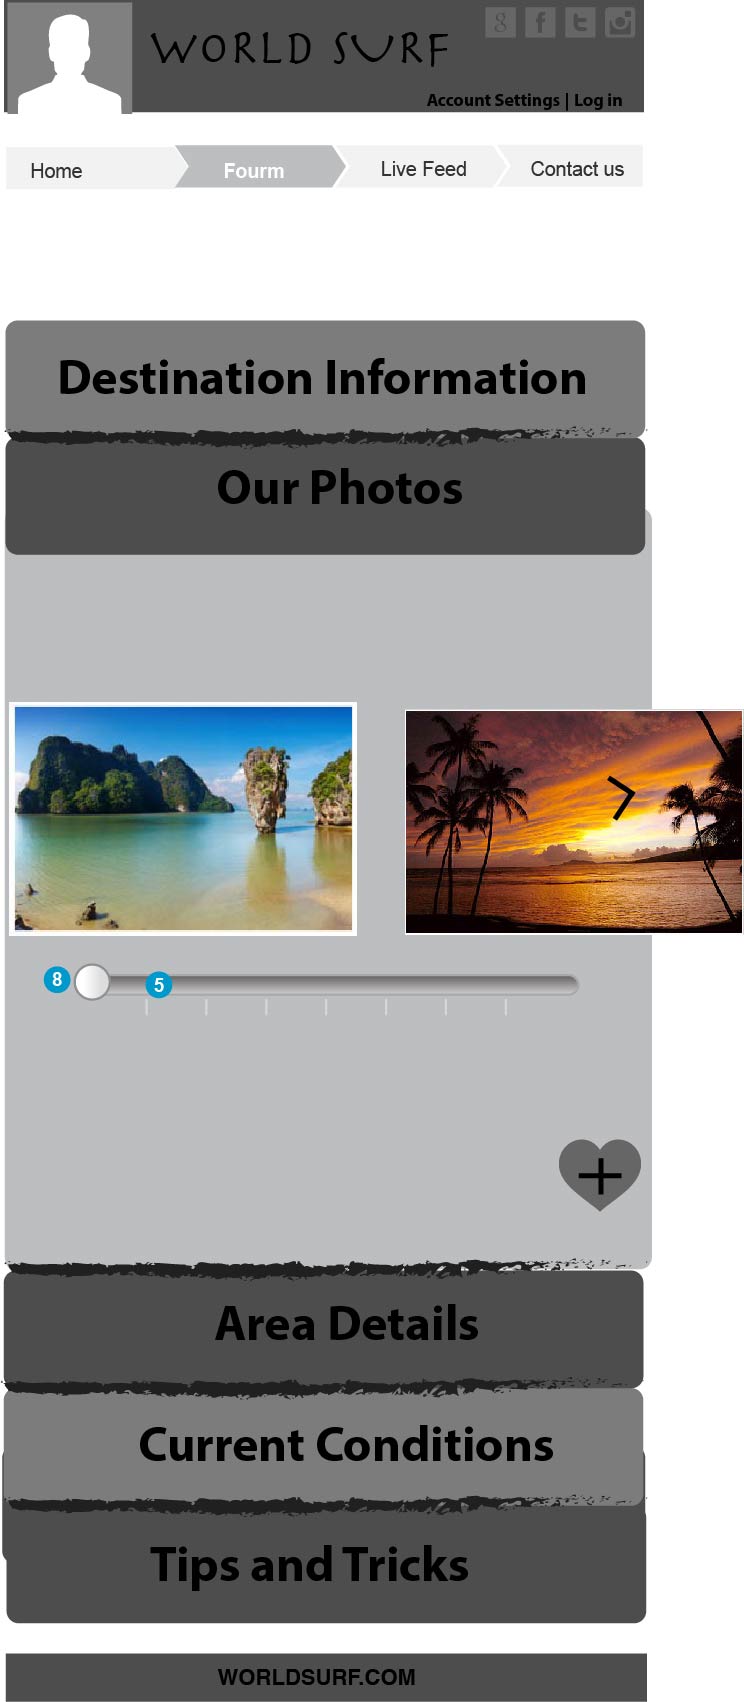 WORLD SURF
Account Settings | Log in
Home
Fourm
Live Feed
Contact us
Destination Information
Our Photos
8
5
Area Details
Current Conditions
Tips and Tricks
WORLDSURF.COM